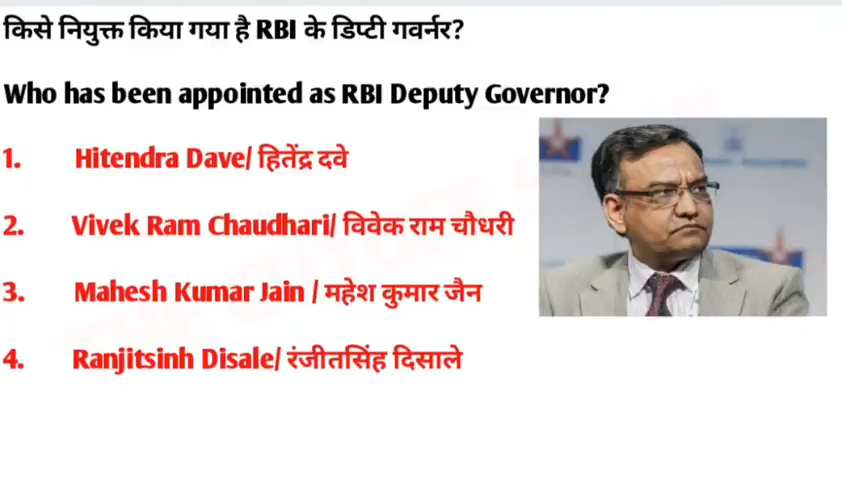 किसे नियुक्त किया गया है RBI के डिप्टी गवर्नर?
Who has been appointed as RBI Deputy Governor?
1. Hitendra Dave/ हितेंद्र दवे
2. Vivek Ram Chaudhari/ विवेक राम चौधरी
3. Mahesh Kumar Jain / महेश कुमार जैन
4. Ranjitsinh Disale/ रंजीतसिंह दिसाले